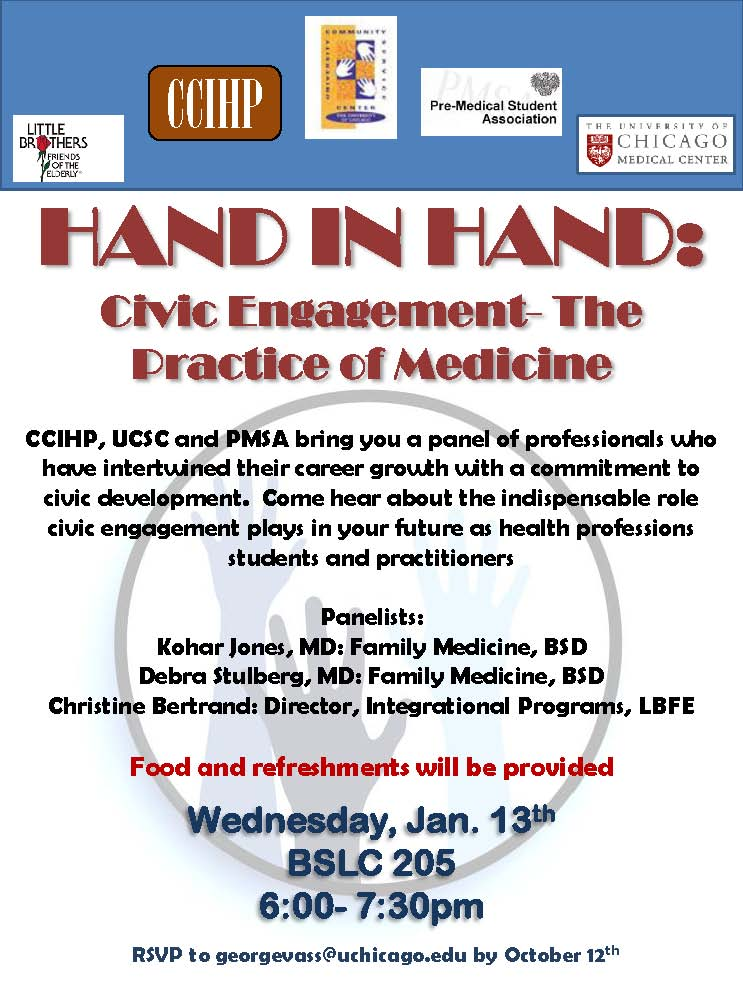 CCIHP
COMMUNITY
UNIVERSITY
SERVICE
CENTER
THE UNIVERSITY
OF CHICAGO
PMSA
Pre-Medical Student
Association
LITTLE
BROTHERS
FRIENDS
OF THE
ELDERLY
THE UNIVERSITY OF
CHICAGO
MEDICAL CENTER
HAND IN HAND:
Civic Engagement- The
Practice of Medicine
CCIHP, UCSC and PMSA bring you a panel of professionals who
have intertwined their career growth with a commitment to
civic development. Come hear about the indispensable role
civic engagement plays in your future as health professions
students and practitioners
Panelists:
Kohar Jones, MD: Family Medicine, BSD
Debra Stulberg, MD: Family Medicine, BSD
Christine Bertrand: Director, Integrational Programs, LBFE
Food and refreshments will be provided
Wednesday, Jan. 13th
BSLC 205
6:00- 7:30pm
RSVP to georgevass@uchicago.edu by October 12th